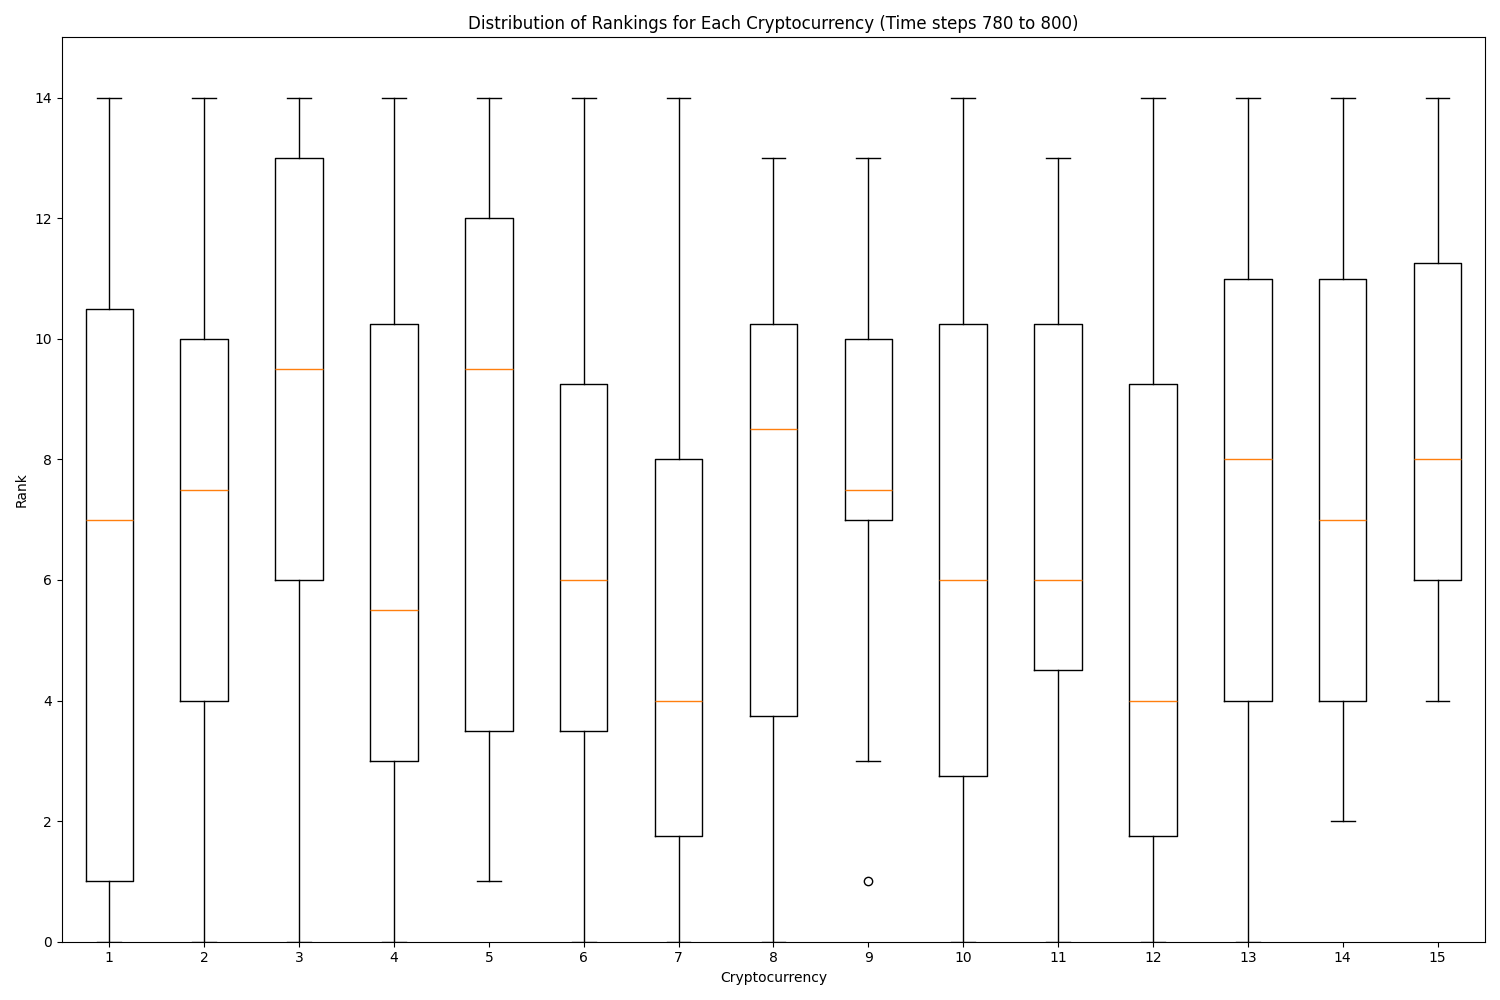 Distribution of Rankings for Each Cryptocurrency (Time steps 780 to 800)
Rank
14
12
10
8
6
4
2
0
1 2 3 4 5 6 7 8 9 10 11 12 13 14 15
Cryptocurrency